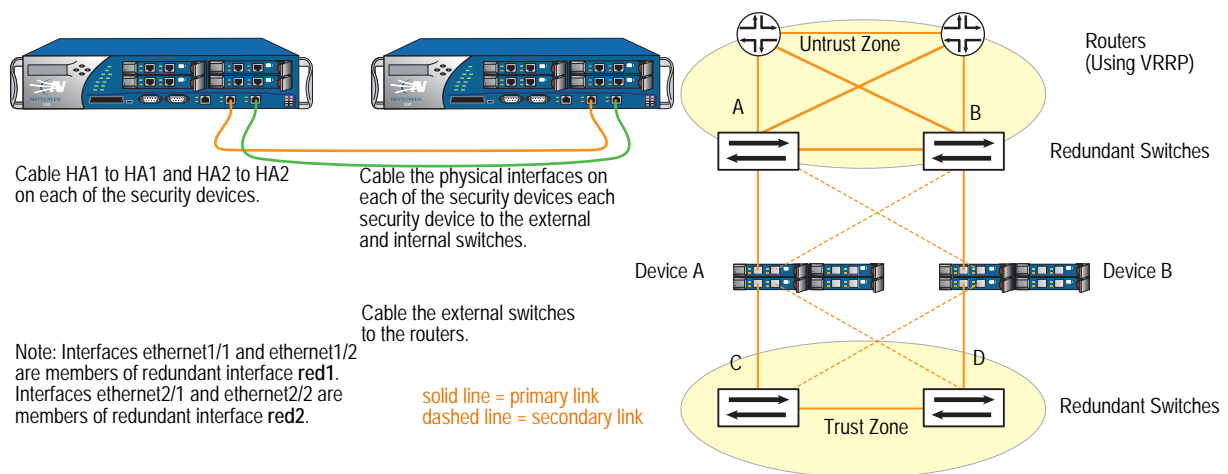 NETSCREEN
NETSCREEN
Cable HA1 to HA1 and HA2 to HA2
on each of the security devices.
Cable the physical interfaces on
each of the security devices each
security device to the external
and internal switches.
Cable the external switches
to the routers.
Note: Interfaces ethernet1/1 and ethernet1/2
are members of redundant interface red1.
Interfaces ethernet2/1 and ethernet2/2 are
members of redundant interface red2.
solid line = primary link
dashed line = secondary link
Untrust Zone
Routers
(Using VRRP)
A
B
Redundant Switches
Device A
Device B
C
D
Redundant Switches
Trust Zone